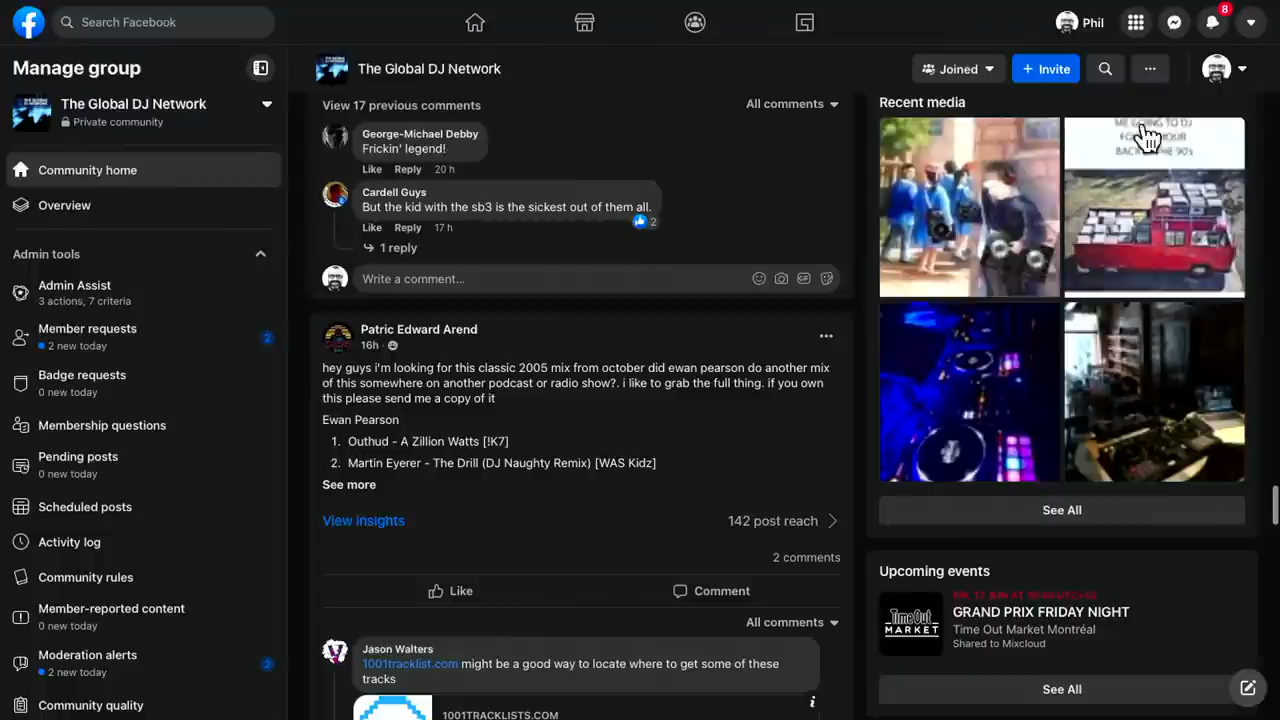 Search Facebook
Phil
8
Manage group
The Global DJ Network
Private community
Community home
Overview
Admin tools
Admin Assist
3 actions, 7 criteria
Member requests
2 new today
2
Badge requests
0 new today
Membership questions
Pending posts
0 new today
Scheduled posts
Activity log
Community rules
Member-reported content
0 new today
Moderation alerts
2 new today
2
Community quality
The Global DJ Network
Joined
+ Invite
View 17 previous comments
All comments
George-Michael Debby
Frickin' legend!
Like Reply 20 h
Cardell Guys
But the kid with the sb3 is the sickest out of them all.
2
Like Reply 17 h
1 reply
Write a comment...
GIF
Patric Edward Arend
16h
hey guys i'm looking for this classic 2005 mix from october did ewan pearson do another mix
of this somewhere on another podcast or radio show?. i like to grab the full thing. if you own
this please send me a copy of it
Ewan Pearson
1. Outhud - A Zillion Watts [!K7]
2. Martin Eyerer - The Drill (DJ Naughty Remix) [WAS Kidz]
See more
View insights
142 post reach
2 comments
Like
Comment
All comments
Jason Walters
1001tracklist.com might be a good way to locate where to get some of these
tracks
1001TRACKLISTS.COM
Recent media
ME GOING TO DJ
BACK THE 90s
See All
Upcoming events
GRAND PRIX FRIDAY NIGHT
Time Out Market Montréal
Shared to Mixcloud
TimeOut
MARKET
See All